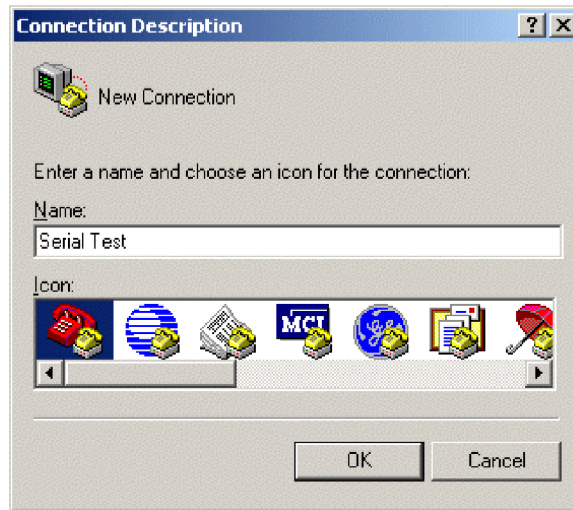 Connection Description
New Connection
Enter a name and choose an icon for the connection:
Name:
Serial Test
Icon:
MCI
OK
Cancel